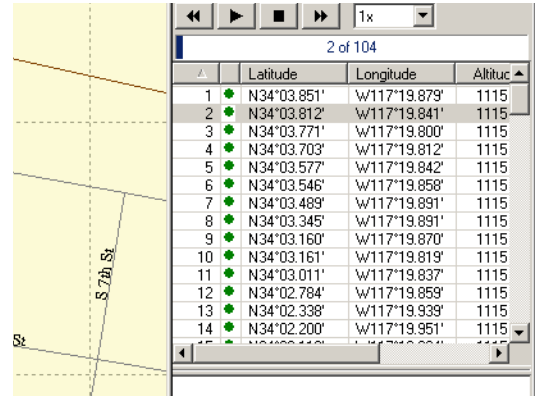 1x
2 of 104
Latitude Longitude Altituc
1 N34°03.851' W117°19.879' 1115
2 N34°03.812' W117°19.841' 1115
3 N34°03.771' W117°19.800' 1115
4 N34°03.703' W117°19.812' 1115
5 N34°03.577' W117°19.842' 1115
6 N34°03.546' W117°19.858' 1115
7 N34°03.489' W117°19.891' 1115
8 N34°03.345' W117°19.891' 1115
9 N34°03.160' W117°19.870' 1115
10 N34°03.161' W117°19.819' 1115
11 N34°03.011' W117°19.837' 1115
12 N34°02.784' W117°19.859' 1115
13 N34°02.338' W117°19.939' 1115
14 N34°02.200' W117°19.951' 1115
S 7th St
St